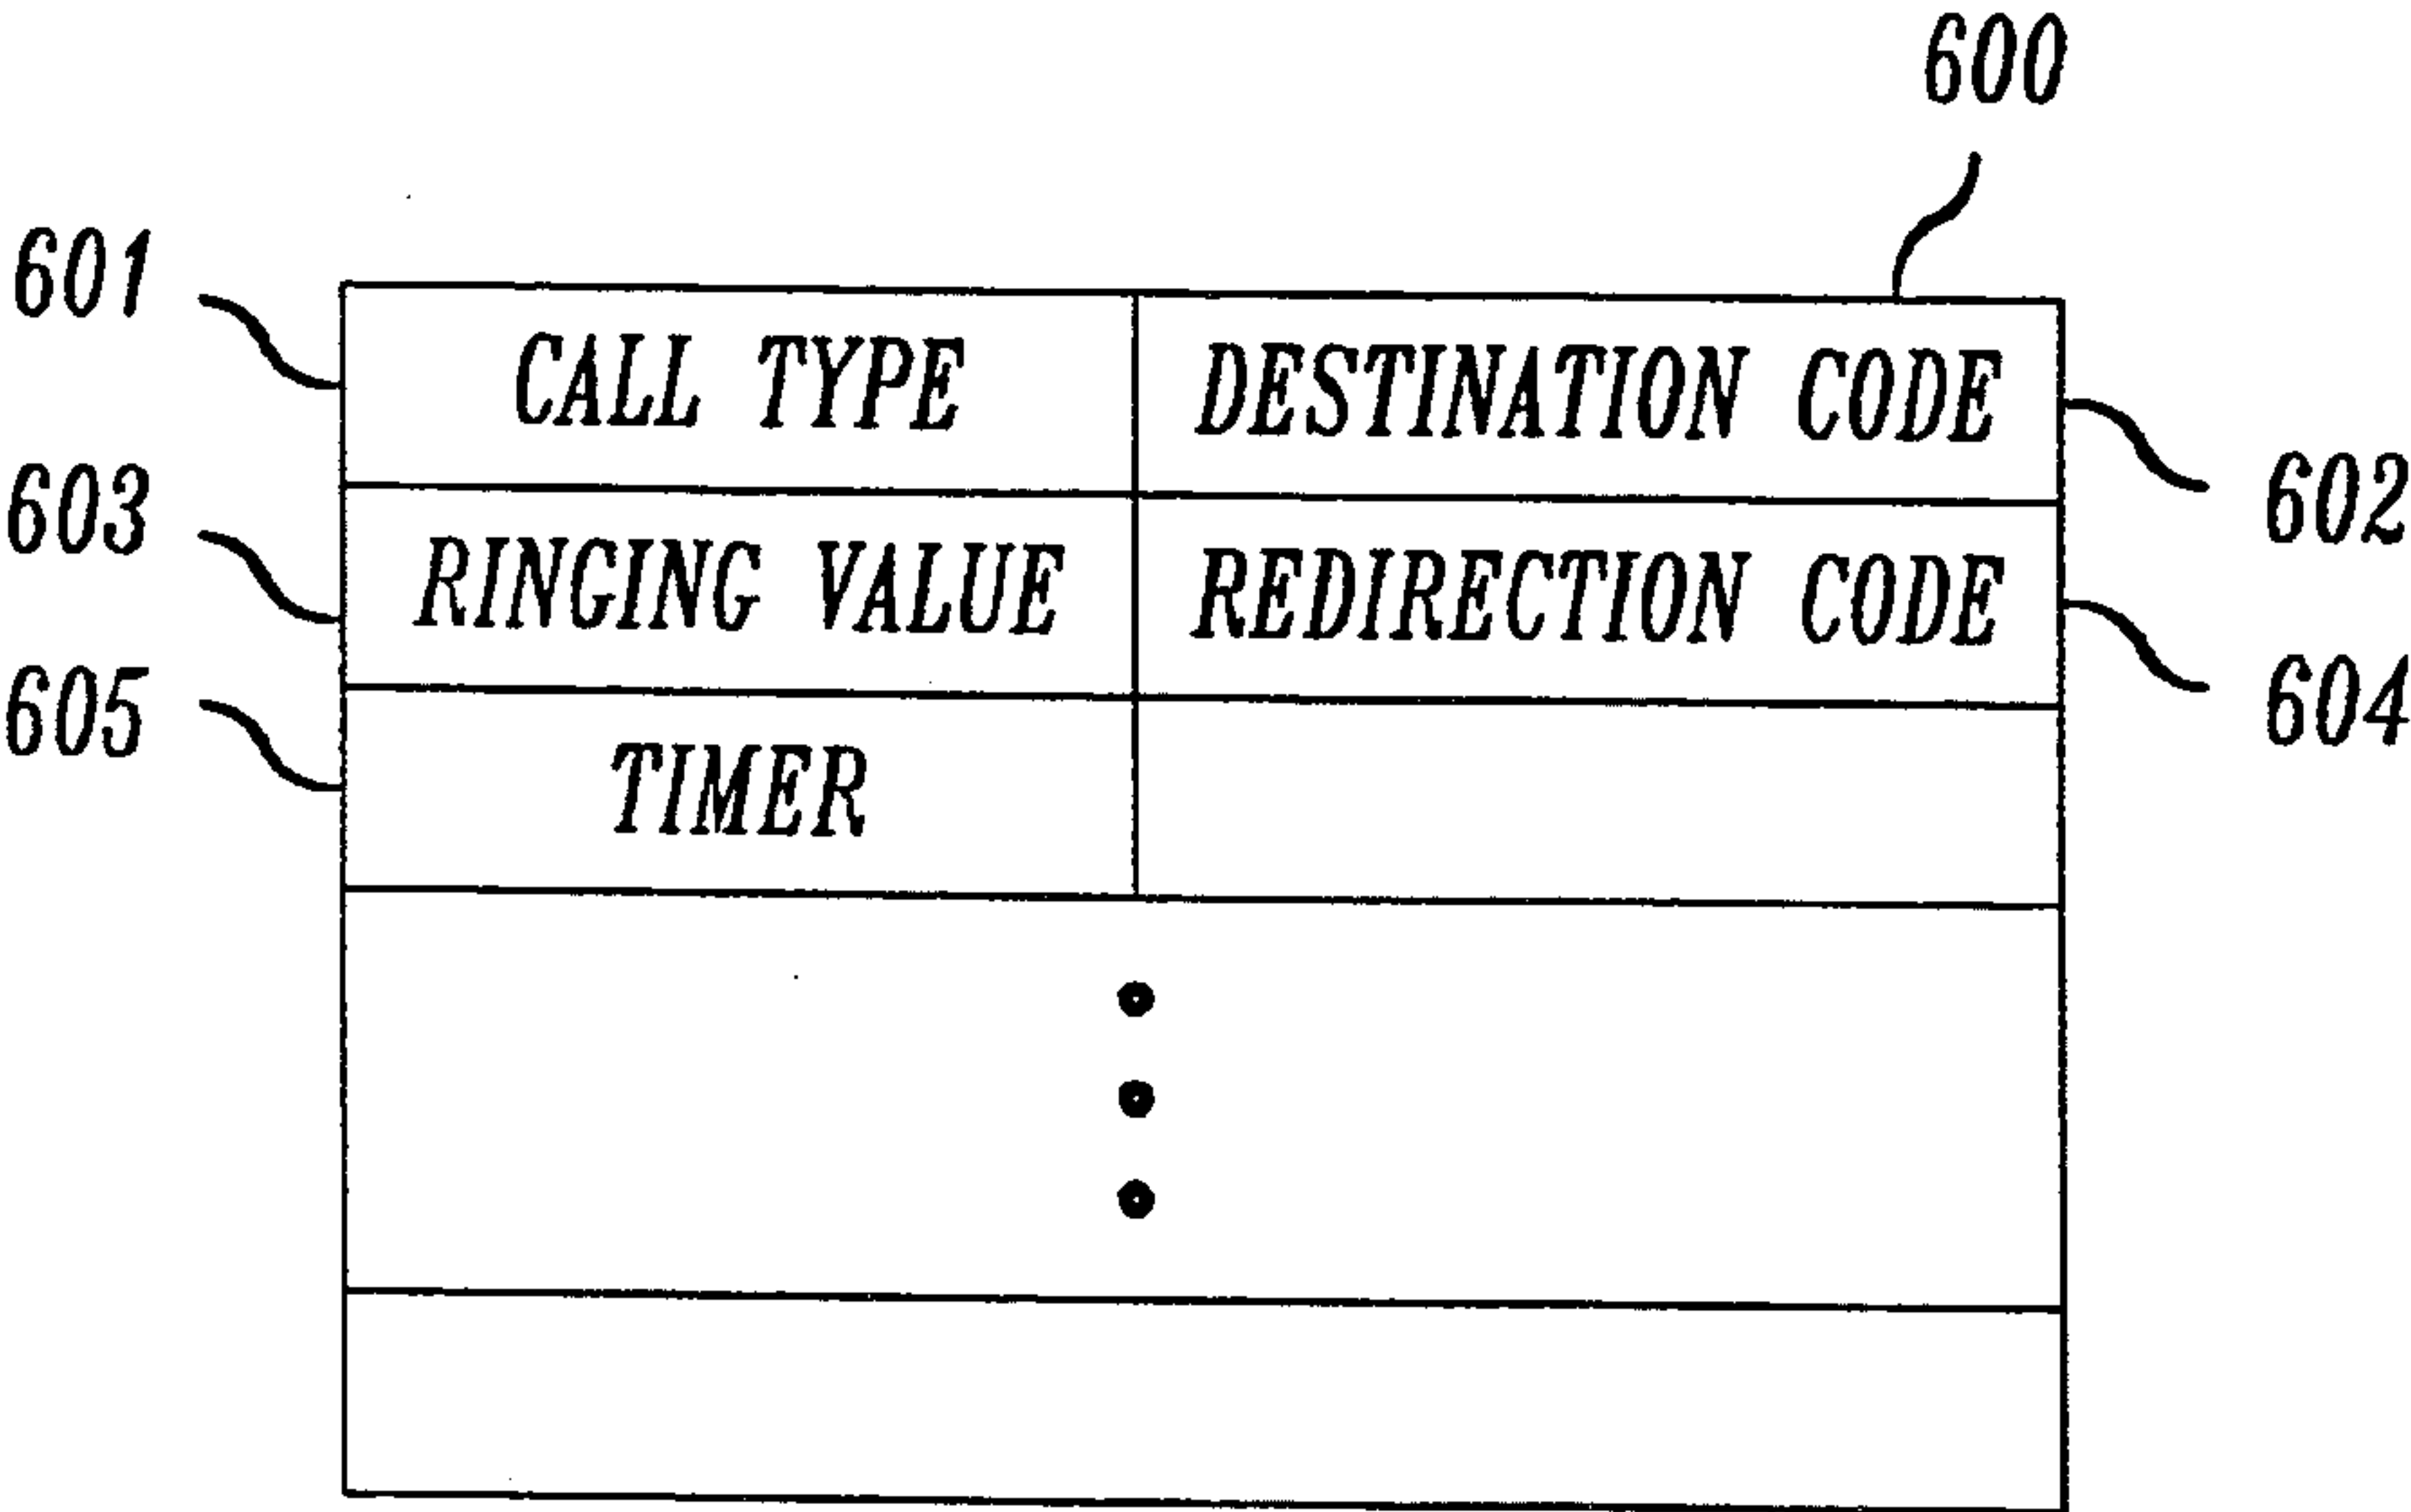 600
601
CALL TYPE
DESTINATION CODE
602
603
RINGING VALUE
REDIRECTION CODE
604
605
TIMER